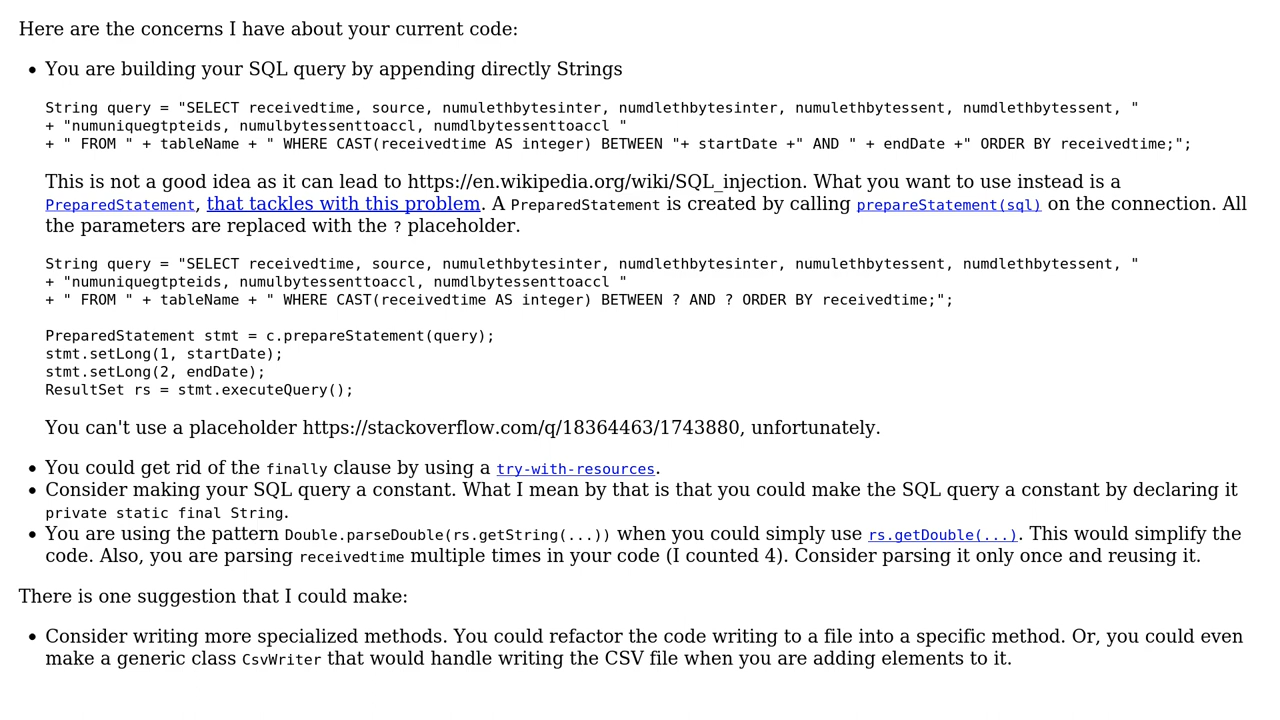 Here are the concerns I have about your current code:
• You are building your SQL query by appending directly Strings
String query = "SELECT receivedtime, source, numulethbytesinter, numdlethbytesinter, numulethbytessent, numdlethbytessent, "
+ "numuniquegtpteids, numulbytessenttoaccl, numdlbytessenttoaccl "
+ " FROM " + tableName + " WHERE CAST(receivedtime AS integer) BETWEEN "+ startDate +" AND " + endDate +" ORDER BY receivedtime;";
This is not a good idea as it can lead to https://en.wikipedia.org/wiki/SQL_injection. What you want to use instead is a
PreparedStatement, that tackles with this problem. A PreparedStatement is created by calling prepareStatement(sql) on the connection. All
the parameters are replaced with the ? placeholder.
String query = "SELECT receivedtime, source, numulethbytesinter, numdlethbytesinter, numulethbytessent, numdlethbytessent, "
+ "numuniquegtpteids, numulbytessenttoaccl, numdlbytessenttoaccl "
+ " FROM " + tableName + " WHERE CAST(receivedtime AS integer) BETWEEN ? AND ? ORDER BY receivedtime;";
PreparedStatement stmt = c.prepareStatement(query);
stmt.setLong(1, startDate);
stmt.setLong(2, endDate);
ResultSet rs = stmt.executeQuery();
You can't use a placeholder https://stackoverflow.com/q/18364463/1743880, unfortunately.
• You could get rid of the finally clause by using a try-with-resources.
• Consider making your SQL query a constant. What I mean by that is that you could make the SQL query a constant by declaring it
private static final String.
• You are using the pattern Double.parseDouble(rs.getString(...)) when you could simply use rs.getDouble(...). This would simplify the
code. Also, you are parsing receivedtime multiple times in your code (I counted 4). Consider parsing it only once and reusing it.
There is one suggestion that I could make:
• Consider writing more specialized methods. You could refactor the code writing to a file into a specific method. Or, you could even
make a generic class CsvWriter that would handle writing the CSV file when you are adding elements to it.